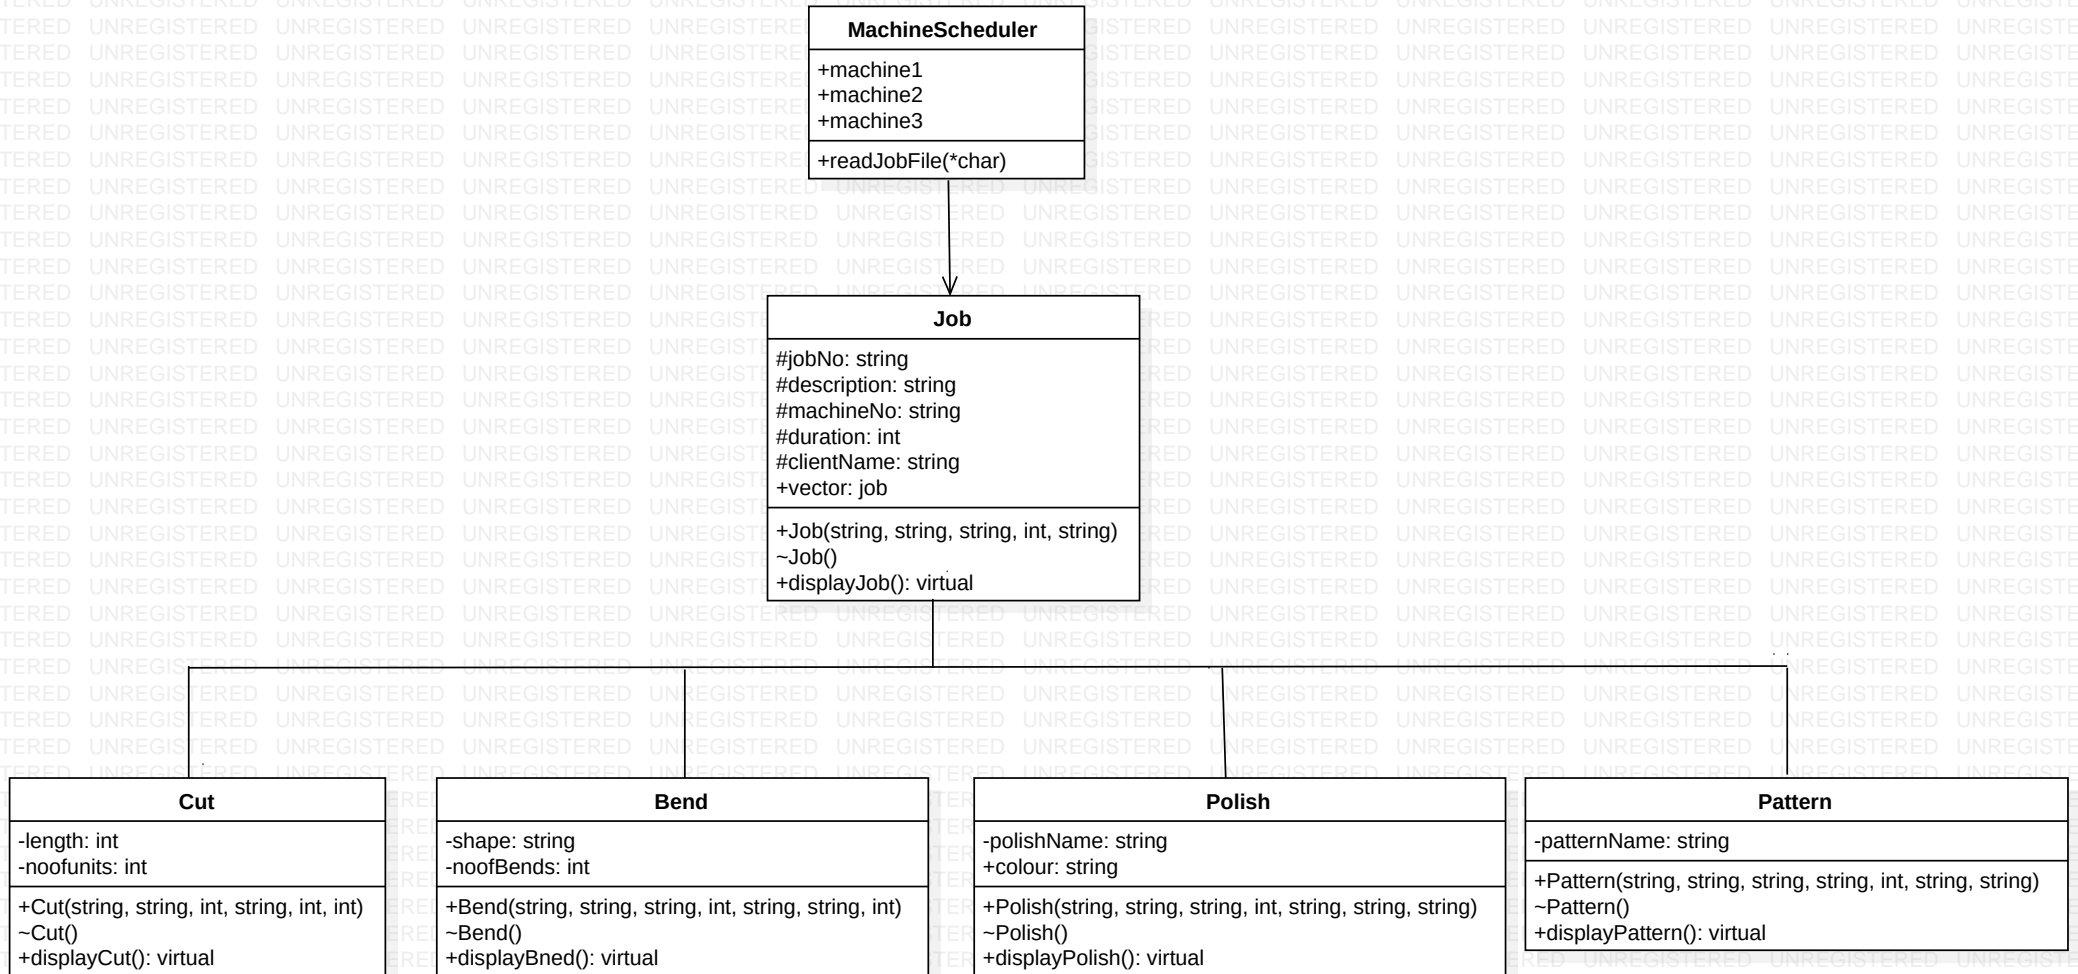 MachineScheduler
+machine1
+machine2
+machine3
+readJobFile(*char)
Job
#jobNo: string
#description: string
#machineNo: string
#duration: int
#clientName: string
+vector: job
+Job(string, string, string, int, string)
~Job()
+displayJob(): virtual
Cut
-length: int
-noofunits: int
+Cut(string, string, int, string, int, int)
~Cut()
+displayCut(): virtual
Bend
-shape: string
-noofBends: int
+Bend(string, string, string, int, string, string, int)
~Bend()
+displayBned(): virtual
Polish
-polishName: string
+colour: string
+Polish(string, string, string, int, string, string, string)
~Polish()
+displayPolish(): virtual
Pattern
-patternName: string
+Pattern(string, string, string, string, int, string, string)
~Pattern()
+displayPattern(): virtual
UNREGISTERED